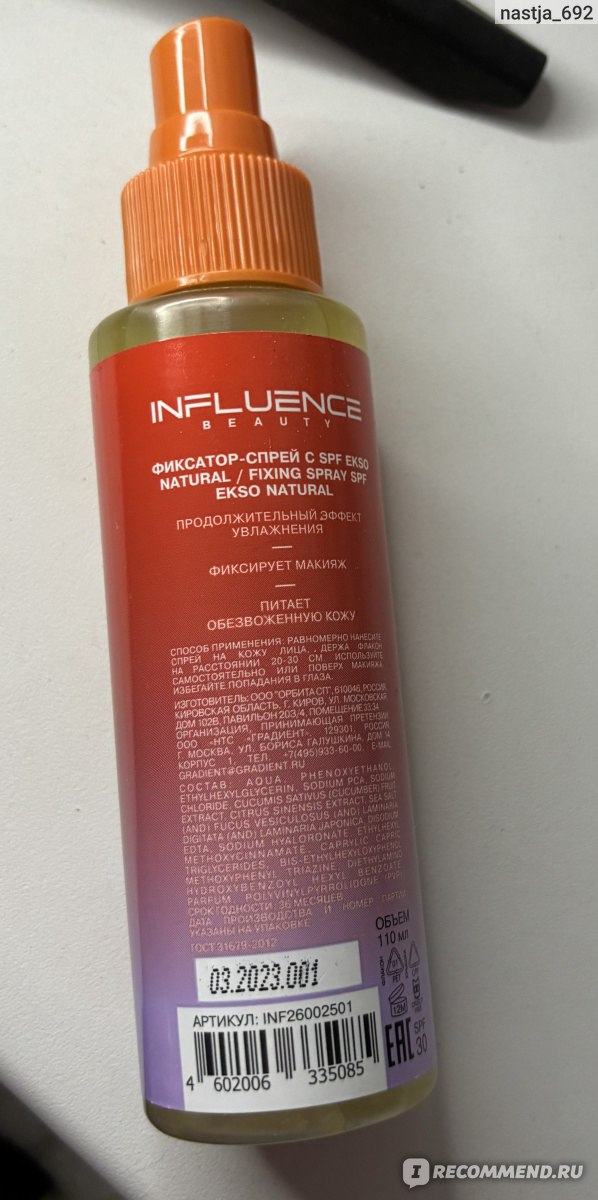 nastja_692
INFLUENCE
BEAUTY
ФИКСАТОР-СПРЕЙ С SPF EKSO
NATURAL / FIXING SPRAY SPF
EKSO NATURAL
ПРОДОЛЖИТЕЛЬНЫЙ ЭФФЕКТ
УВЛАЖНЕНИЯ
ФИКСИРУЕТ МАКИЯЖ
ПИТАЕТ
ОБЕЗВОЖЕННУЮ КОЖУ
СПОСОБ ПРИМЕНЕНИЯ: РАВНОМЕРНО НАНЕСИТЕ
СПРЕЙ НА КОЖУ ЛИЦА, ДЕРЖА ФЛАКОН
НА РАССТОЯНИИ 20-30 СМ. ИСПОЛЬЗУЙТЕ
САМОСТОЯТЕЛЬНО ИЛИ ПОВЕРХ МАКИЯЖА.
ИЗБЕГАЙТЕ ПОПАДАНИЯ В ГЛАЗА.
ИЗГОТОВИТЕЛЬ: ООО "ОРБИТА СП", 610046, РОССИЯ,
КИРОВСКАЯ ОБЛАСТЬ, Г. КИРОВ, УЛ. МОСКОВСКАЯ,
ДОМ 102В, ПАВИЛЬОН 203/4, ПОМЕЩЕНИЕ 33.34.
ОРГАНИЗАЦИЯ, ПРИНИМАЮЩАЯ ПРЕТЕНЗИИ
ООО «НТС «ГРАДИЕНТ», 129301, РОССИЯ,
Г. МОСКВА, УЛ. БОРИСА ГАЛУШКИНА, ДОМ 14
КОРПУС 1. ТЕЛ. +7(495)933-60-00. E-MAIL:
GRADIENT@GRADIENT.RU
СОСТАВ: AQUA, PHENOXYETHANOL,
ETHYLHEXYLGLYCERIN, SODIUM PCA, SODIUM
CHLORIDE, CUCUMIS SATIVUS (CUCUMBER) FRUIT
EXTRACT, CITRUS SINENSIS EXTRACT, SEA SALT
(AND) FUCUS VESICULOSUS (AND) LAMINARIA
DIGITATA (AND) LAMINARIA JAPONICA, DISODIUM
EDTA, SODIUM HYALURONATE, ETHYLHEXYL
METHOXYCINNAMATE, CAPRYLIC CAPRIC
TRIGLYCERIDES, BIS-ETHYLHEXYLOXYPHENOL
METHOXYPHENYL TRIAZINE, DIETHYLAMINO
HYDROXYBENZOYL HEXYL BENZOATE,
PARFUM, POLYVINYLPYRROLIDONE (PVP)
СРОК ГОДНОСТИ: 36 МЕСЯЦЕВ.
ДАТА ПРОИЗВОДСТВА И НОМЕР ПАРТИИ
УКАЗАНЫ НА УПАКОВКЕ.
ГОСТ 31679-2012
ОБЪЕМ
110 мл
ФЛАКОН
PET
12М
03.2023.001
АРТИКУЛ: INF26002501
4 602006 335085
EAC
SPF
30
IRECOMMEND.RU